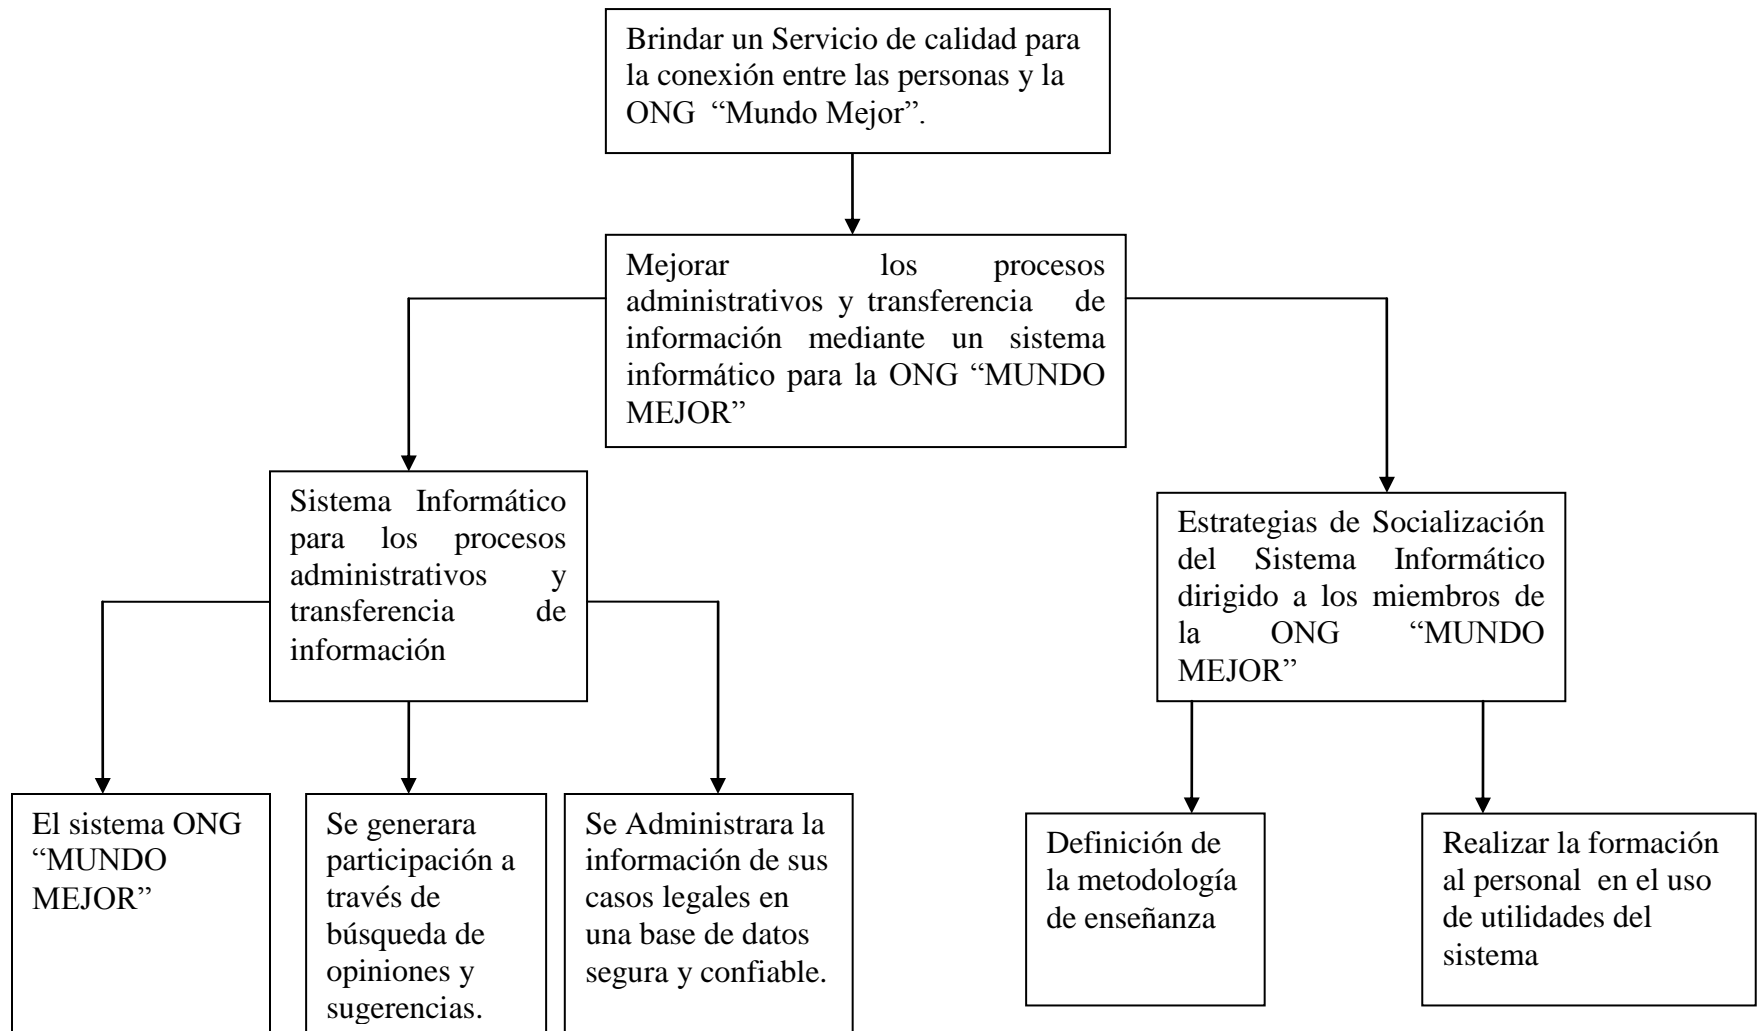 Brindar un Servicio de calidad para
la conexión entre las personas y la
ONG “Mundo Mejor”.
Mejorar los procesos
administrativos y transferencia de
información mediante un sistema
informático para la ONG “MUNDO
MEJOR”
Sistema Informático
para los procesos
administrativos y
transferencia de
información
Estrategias de Socialización
del Sistema Informático
dirigido a los miembros de
la ONG “MUNDO
MEJOR”
El sistema ONG
“MUNDO
MEJOR”
Se generara
participación a
través de
búsqueda de
opiniones y
sugerencias.
Se Administrara la
información de sus
casos legales en
una base de datos
segura y confiable.
Definición de
la metodología
de enseñanza
Realizar la formación
al personal en el uso
de utilidades del
sistema